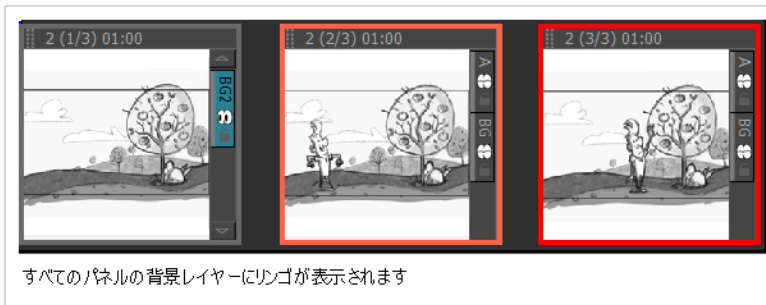 2 (1/3) 01:00
2 (2/3) 01:00
2 (3/3) 01:00
BG2
A
BG
A
BG
すべてのパネルの背景レイヤーにリンゴが表示されます